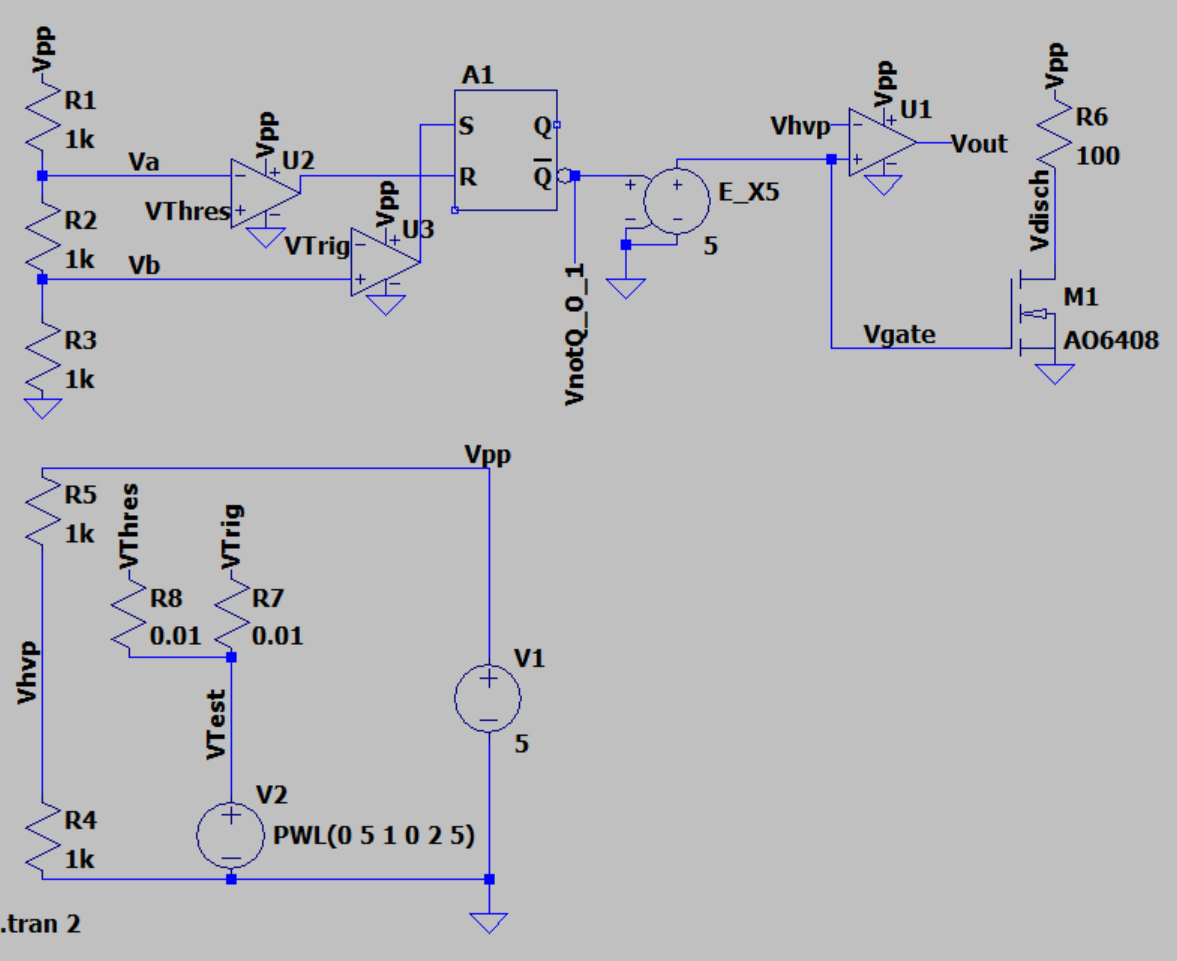 Vpp
R1
1k
Va
R2
1k
Vb
R3
1k
VThres
Vpp
U2
VTrig
Vpp
U3
A1
S
R
Q
Q
VnotQ_0_1
E_X5
5
Vhvp
Vpp
U1
Vout
Vgate
Vpp
R6
100
Vdisch
M1
AO6408
Vpp
R5
1k
VThres
VTrig
R8
0.01
R7
0.01
Vhvp
VTest
V1
5
V2
PWL(0 5 1 0 2 5)
R4
1k
.tran 2